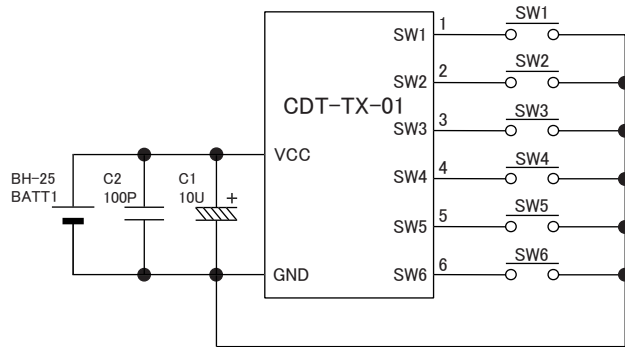 SW1
SW1 1
SW2
SW2 2
CDT-TX-01
SW3
SW3 3
SW4
VCC
SW4 4
BH-25
BATT1
C2
100P
C1
10U
+
SW5
SW5 5
SW6
GND
SW6 6